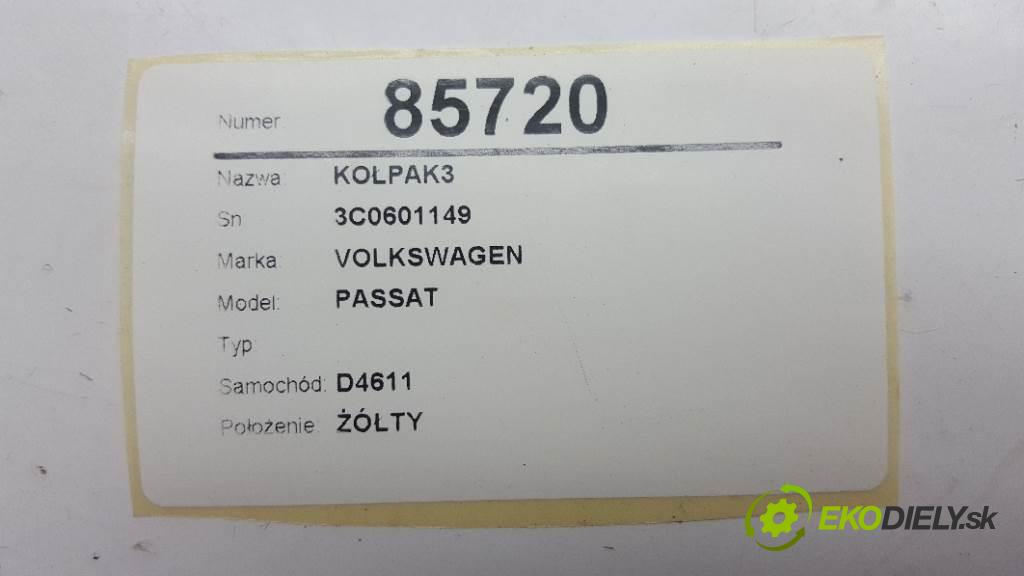 Numer: 85720
Nazwa: KOŁPAK3
Sn 3C0601149
Marka: VOLKSWAGEN
Model: PASSAT
Typ:
Samochód: D4611
Położenie: ŻÓŁTY
EKODIELY.sk